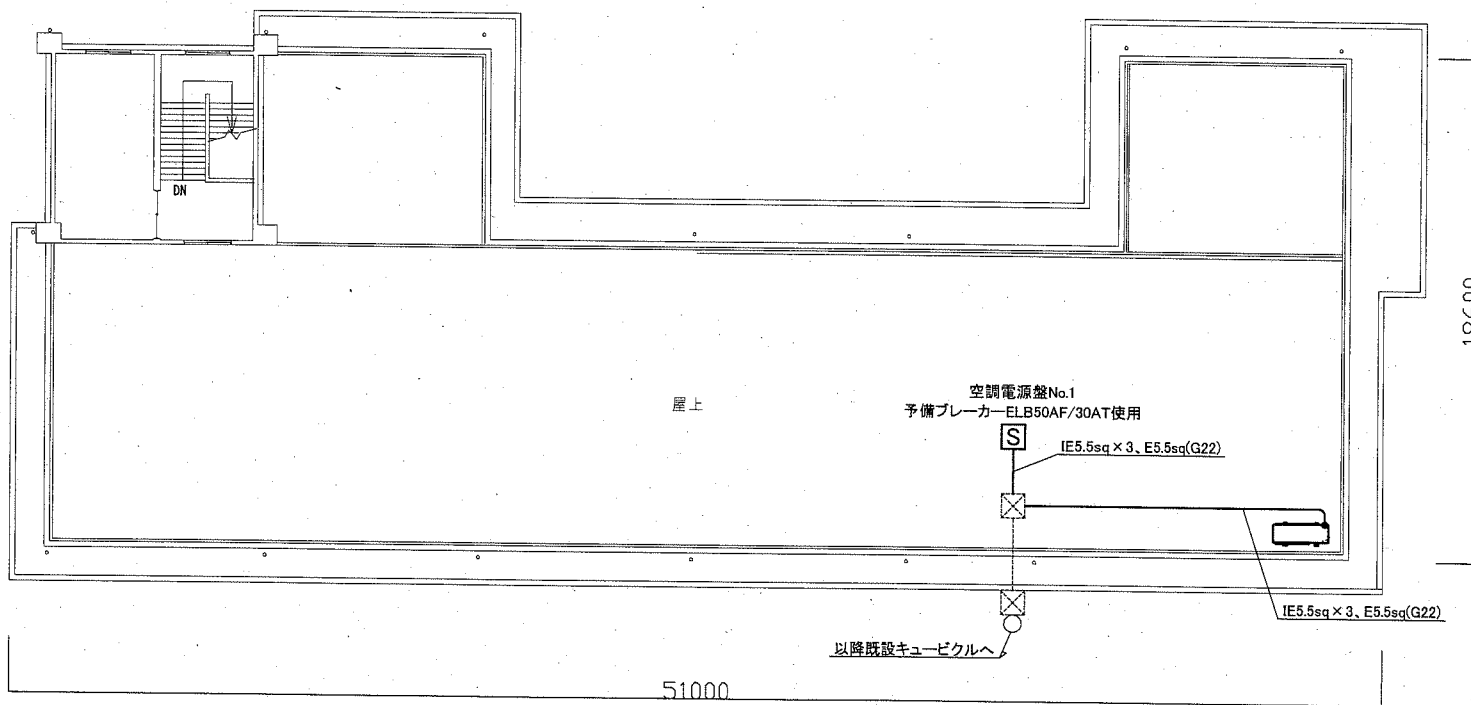 DN
屋上
空調電源盤No.1
予備ブレーカーELB50AF/30AT使用
S
IE5.5sq×3、E5.5sq(G22)
IE5.5sq×3、E5.5sq(G22)
以降既設キュービクルへ
51000